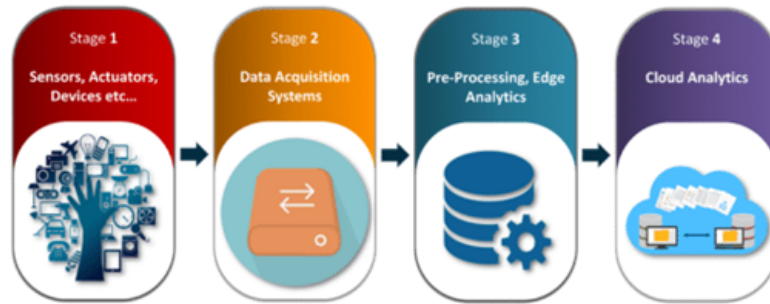 Stage 1
Sensors, Actuators,
Devices etc...
Stage 2
Data Acquisition
Systems
Stage 3
Pre-Processing, Edge
Analytics
Stage 4
Cloud Analytics